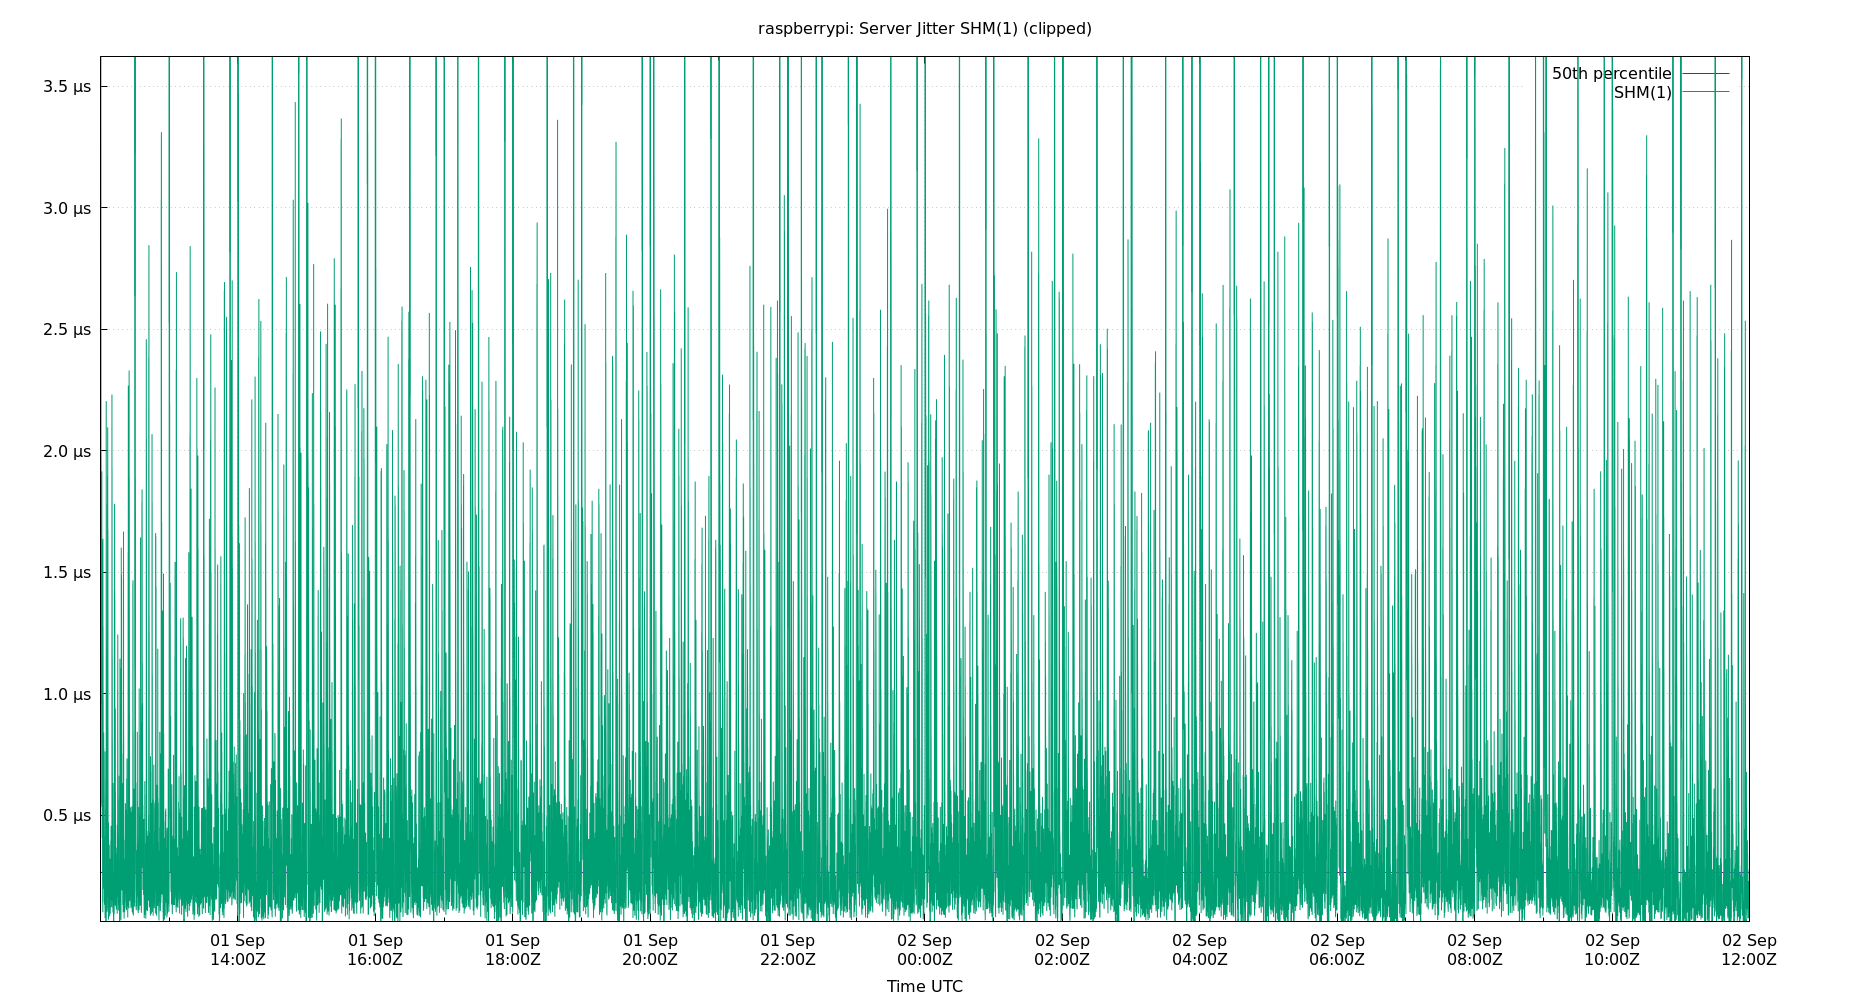 raspberrypi: Server Jitter SHM(1) (clipped)
50th percentile
SHM(1)
3.5 µs
3.0 µs
2.5 µs
2.0 µs
1.5 µs
1.0 µs
0.5 µs
01 Sep 01 Sep 01 Sep 01 Sep 01 Sep 02 Sep 02 Sep 02 Sep 02 Sep 02 Sep 02 Sep 02 Sep
14:00Z 16:00Z 18:00Z 20:00Z 22:00Z 00:00Z 02:00Z 04:00Z 06:00Z 08:00Z 10:00Z 12:00Z
Time UTC